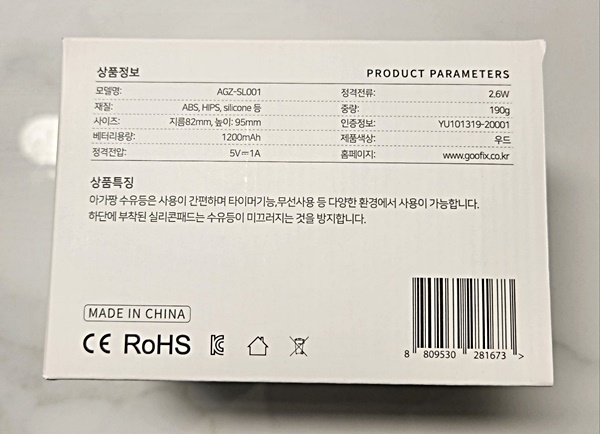 상품정보 PRODUCT PARAMETERS
모델명: AGZ-SL001 정격전류: 2.6W
재질: ABS, HIPS, silicone 등 중량: 190g
사이즈: 지름82mm, 높이: 95mm 인증정보: YU101319-20001
베터리용량: 1200mAh 제품색상: 우드
정격전압: 5V⎓1A 홈페이지: www.goofix.co.kr
상품특징
아가짱 수유등은 사용이 간편하며 타이머기능,무선사용 등 다양한 환경에서 사용이 가능합니다.
하단에 부착된 실리콘패드는 수유등이 미끄러지는 것을 방지합니다.
MADE IN CHINA
CE RoHS
8 809530 281673 >